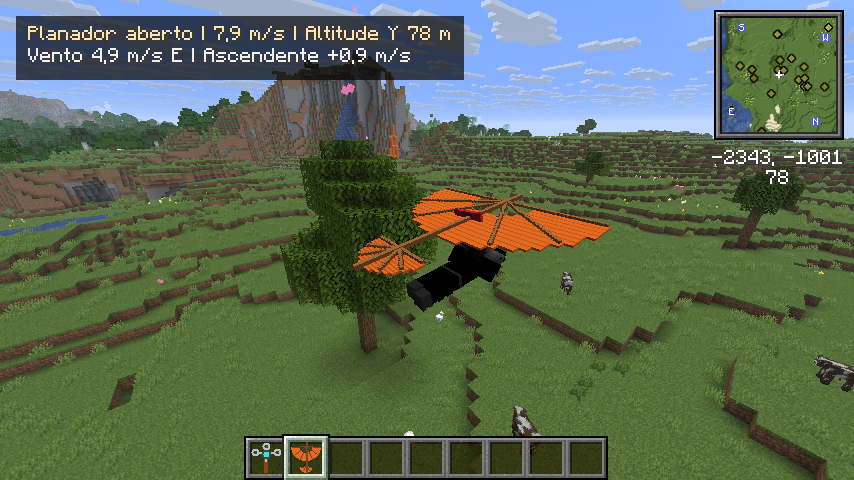 Planador aberto | 7,9 m/s | Altitude Y 78 m
Vento 4,9 m/s E | Ascendente +0,9 m/s
S
W
E
N
-2343, -1001
78